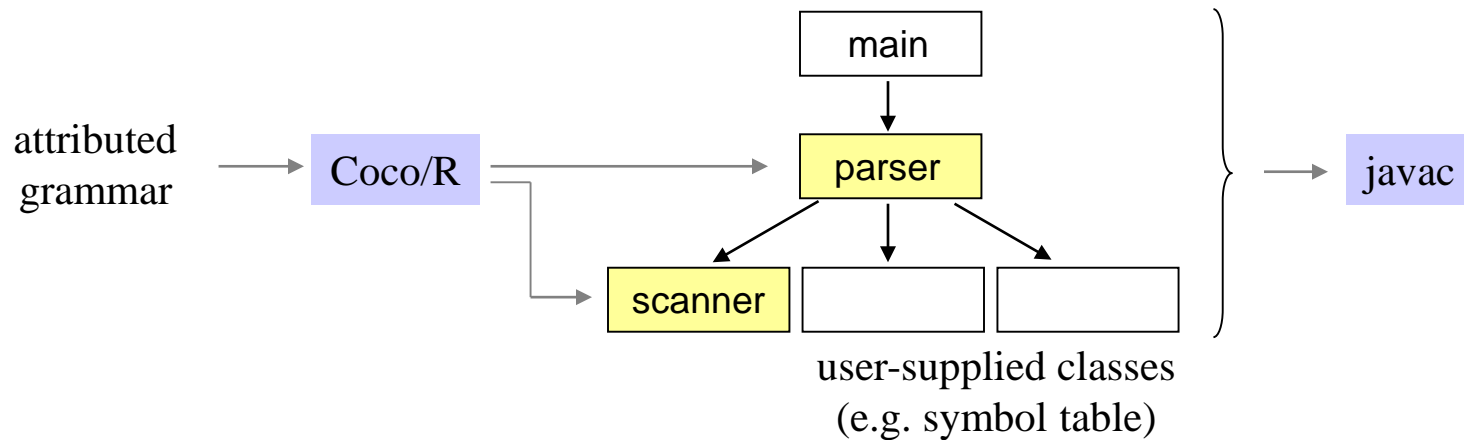 main
attributed
grammar
Coco/R
parser
javac
scanner
user-supplied classes
(e.g. symbol table)